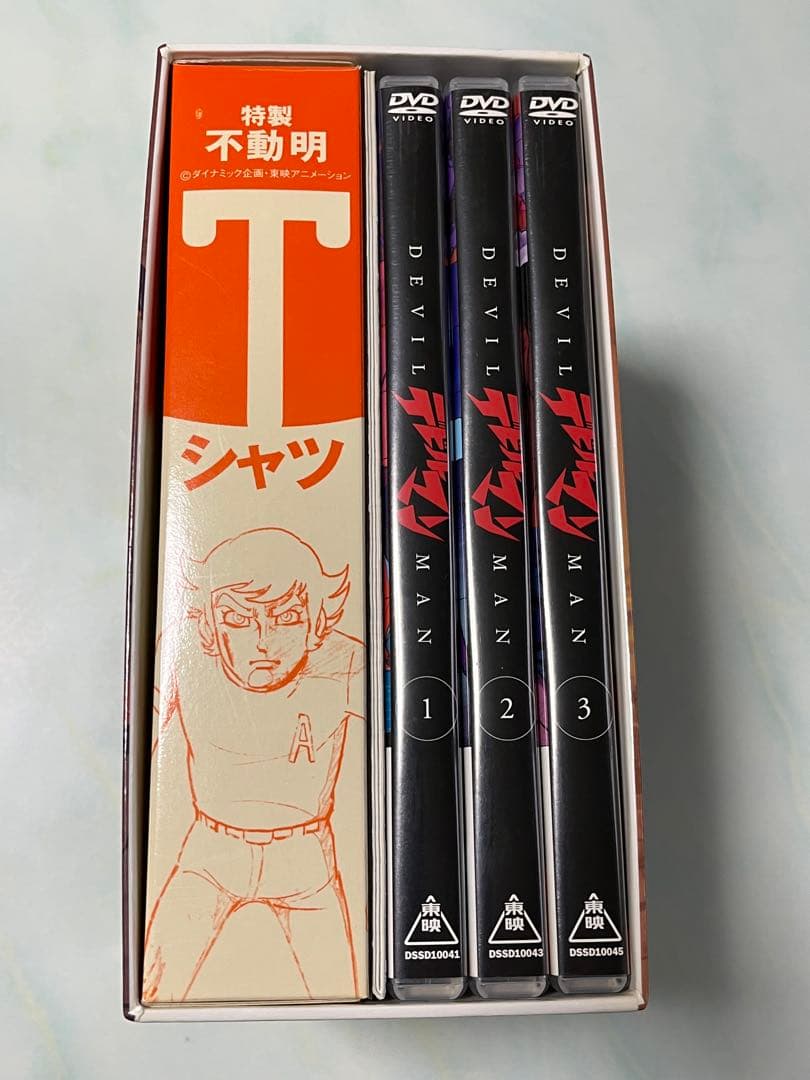 特製
不動明
©ダイナミック企画・東映アニメーション
T
シャツ
A
DVD
VIDEO
DEVIL
デビルマン
MAN
1
東映
DSSD10041
DVD
VIDEO
DEVIL
デビルマン
MAN
2
東映
DSSD10043
DVD
VIDEO
DEVIL
デビルマン
MAN
3
東映
DSSD10045